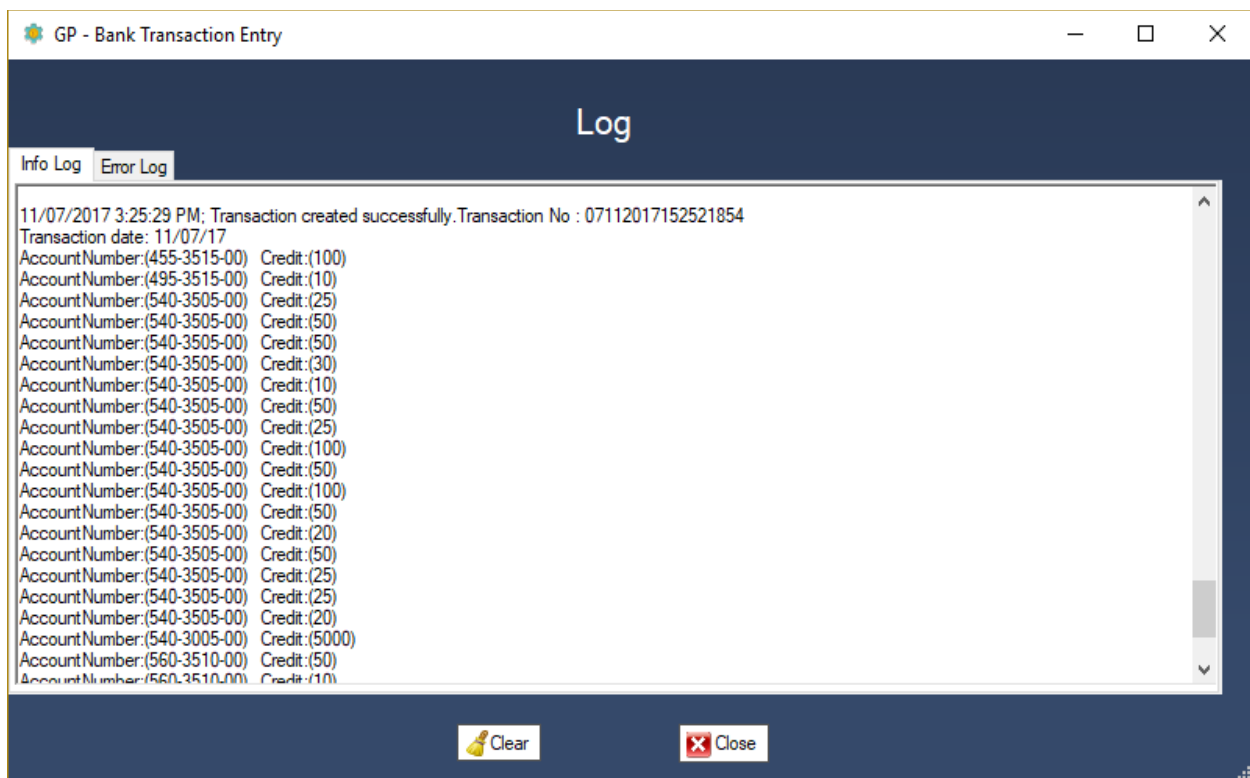 GP - Bank Transaction Entry
Log
Info Log Error Log
11/07/2017 3:25:29 PM; Transaction created successfully.Transaction No : 07112017152521854
Transaction date: 11/07/17
AccountNumber:(455-3515-00) Credit:(100)
AccountNumber:(495-3515-00) Credit:(10)
AccountNumber:(540-3505-00) Credit:(25)
AccountNumber:(540-3505-00) Credit:(50)
AccountNumber:(540-3505-00) Credit:(50)
AccountNumber:(540-3505-00) Credit:(30)
AccountNumber:(540-3505-00) Credit:(10)
AccountNumber:(540-3505-00) Credit:(50)
AccountNumber:(540-3505-00) Credit:(25)
AccountNumber:(540-3505-00) Credit:(100)
AccountNumber:(540-3505-00) Credit:(50)
AccountNumber:(540-3505-00) Credit:(100)
AccountNumber:(540-3505-00) Credit:(50)
AccountNumber:(540-3505-00) Credit:(20)
AccountNumber:(540-3505-00) Credit:(50)
AccountNumber:(540-3505-00) Credit:(25)
AccountNumber:(540-3505-00) Credit:(25)
AccountNumber:(540-3505-00) Credit:(20)
AccountNumber:(540-3005-00) Credit:(5000)
AccountNumber:(560-3510-00) Credit:(50)
AccountNumber:(560-3510-00) Credit:(10)
Clear Close